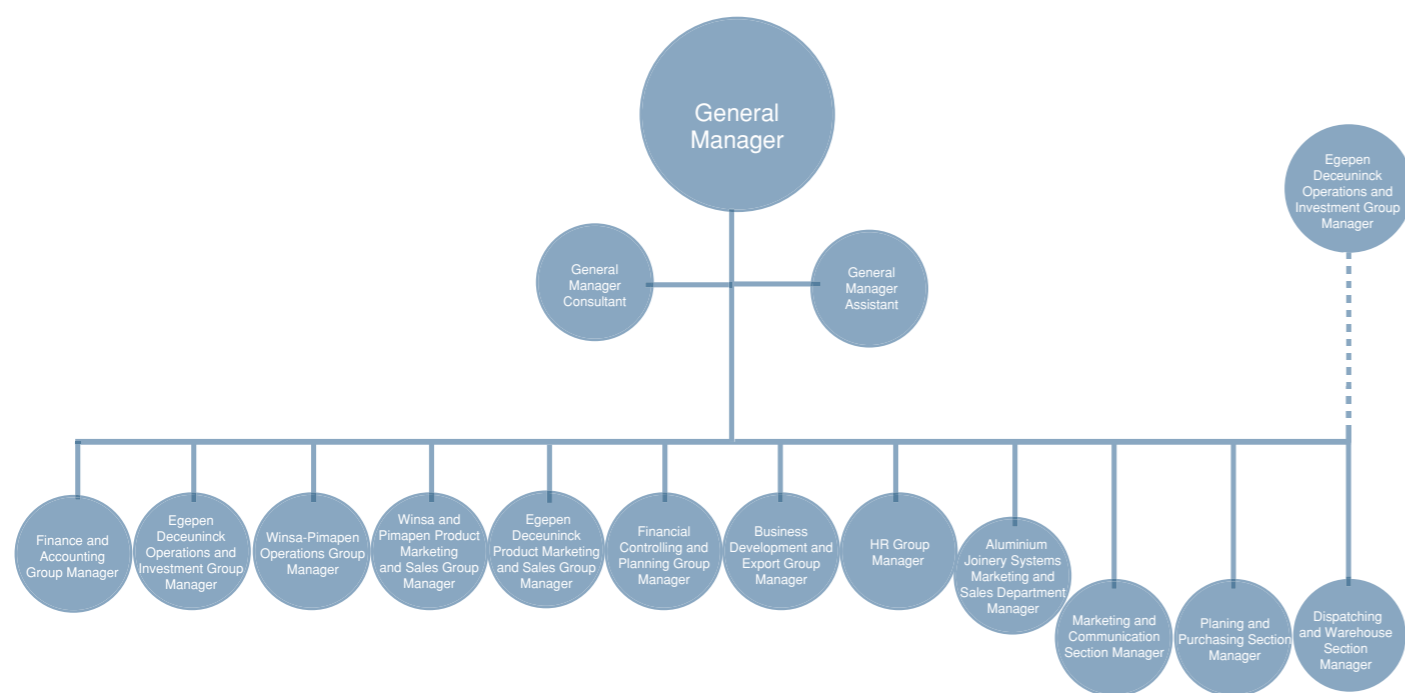 General
Manager
Egepen
Deceuninck
Operations and
Investment Group
Manager
General
Manager
Consultant
General
Manager
Assistant
Finance and
Accounting
Group Manager
Egepen
Deceuninck
Operations and
Investment Group
Manager
Winsa-Pimapen
Operations Group
Manager
Winsa and
Pimapen Product
Marketing
and Sales Group
Manager
Egepen
Deceuninck
Product Marketing
and Sales Group
Manager
Financial
Controlling and
Planning Group
Manager
Business
Development and
Export Group
Manager
HR Group
Manager
Aluminium
Joinery Systems
Marketing and
Sales Department
Manager
Marketing and
Communication
Section Manager
Planing and
Purchasing Section
Manager
Dispatching
and Warehouse
Section
Manager